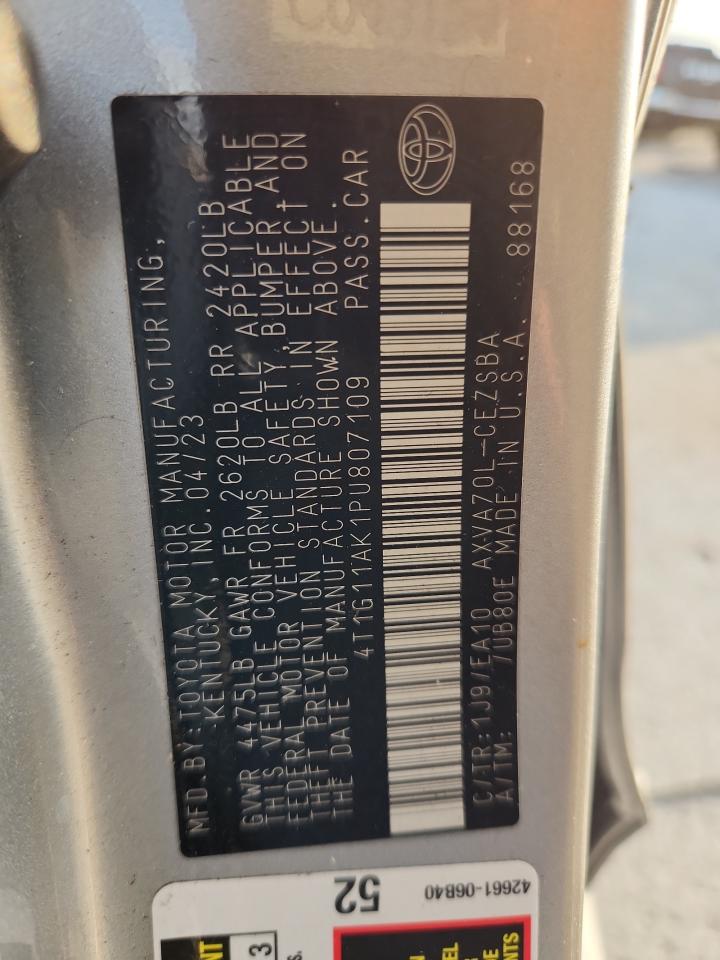 MFD.BY:TOYOTA MOTOR MANUFACTURING,
KENTUCKY, INC. 04/23
GVWR 4475LB GAWR FR 2620LB RR 2420LB
THIS VEHICLE CONFORMS TO ALL APPLICABLE
FEDERAL MOTOR VEHICLE SAFETY, BUMPER AND
THEFT PREVENTION STANDARDS IN EFFECT ON
THE DATE OF MANUFACTURE SHOWN ABOVE.
4T1G11AK1PU807109 PASS.CAR
C/TR:1J9/EA10 AXVA70L-CEZSBA
A/TM: /UB80E MADE IN U.S.A. 88168
52
42661-06B40
3